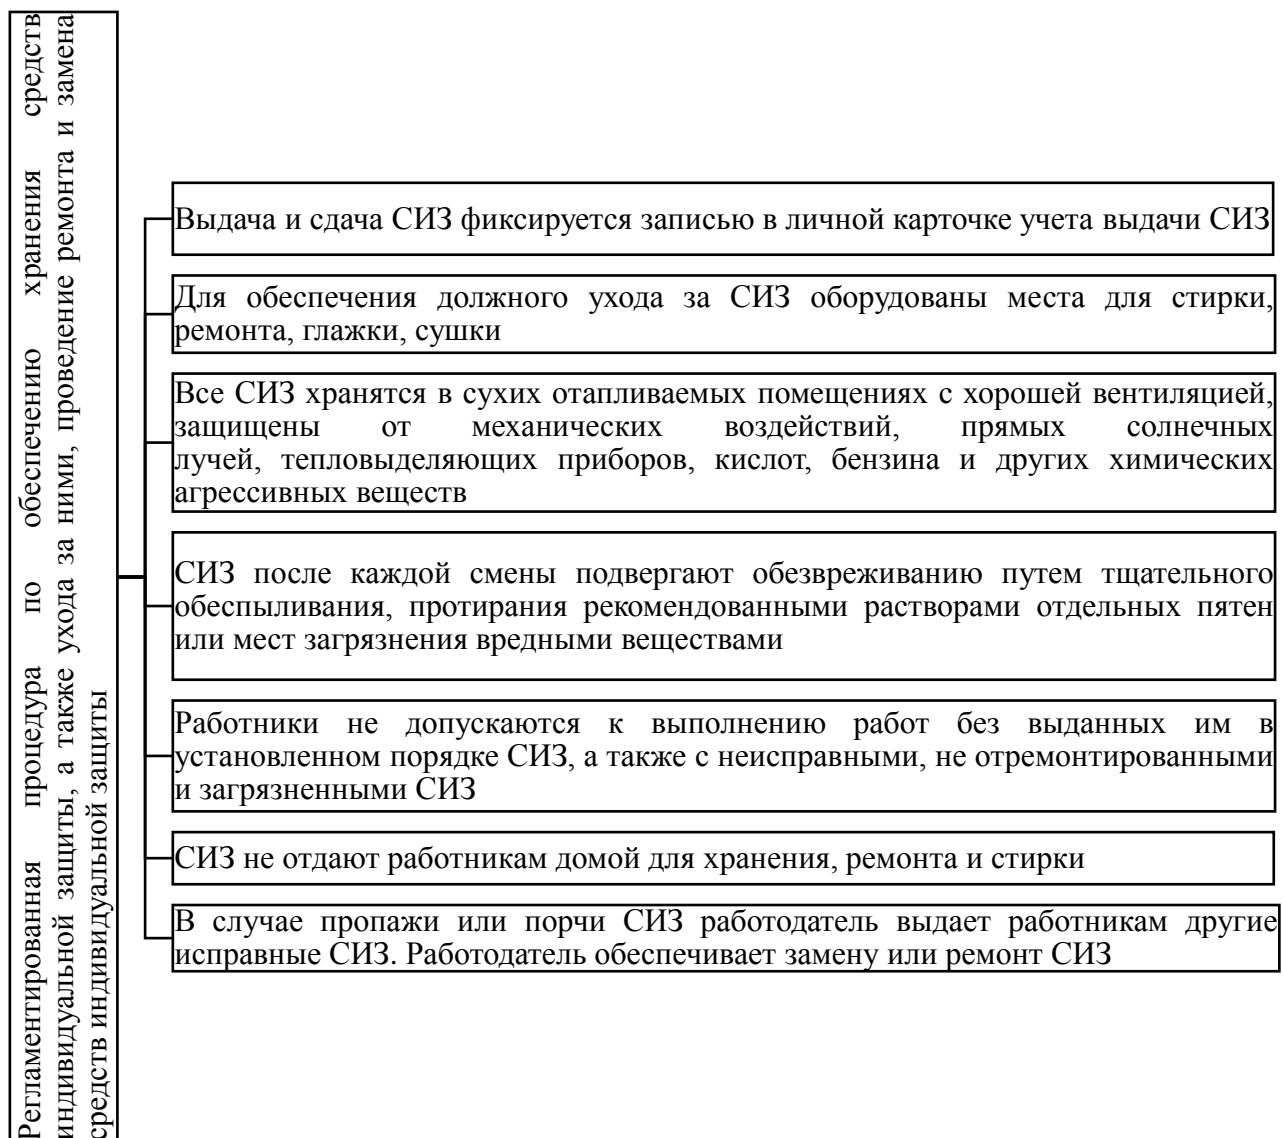 Регламентированная процедура по обеспечению хранения средств
индивидуальной защиты, а также ухода за ними, проведение ремонта и замена
средств индивидуальной защиты
Выдача и сдача СИЗ фиксируется записью в личной карточке учета выдачи СИЗ
Для обеспечения должного ухода за СИЗ оборудованы места для стирки,
ремонта, глажки, сушки
Все СИЗ хранятся в сухих отапливаемых помещениях с хорошей вентиляцией,
защищены от механических воздействий, прямых солнечных
лучей, тепловыделяющих приборов, кислот, бензина и других химических
агрессивных веществ
СИЗ после каждой смены подвергают обезвреживанию путем тщательного
обеспыливания, протирания рекомендованными растворами отдельных пятен
или мест загрязнения вредными веществами
Работники не допускаются к выполнению работ без выданных им в
установленном порядке СИЗ, а также с неисправными, не отремонтированными
и загрязненными СИЗ
СИЗ не отдают работникам домой для хранения, ремонта и стирки
В случае пропажи или порчи СИЗ работодатель выдает работникам другие
исправные СИЗ. Работодатель обеспечивает замену или ремонт СИЗ